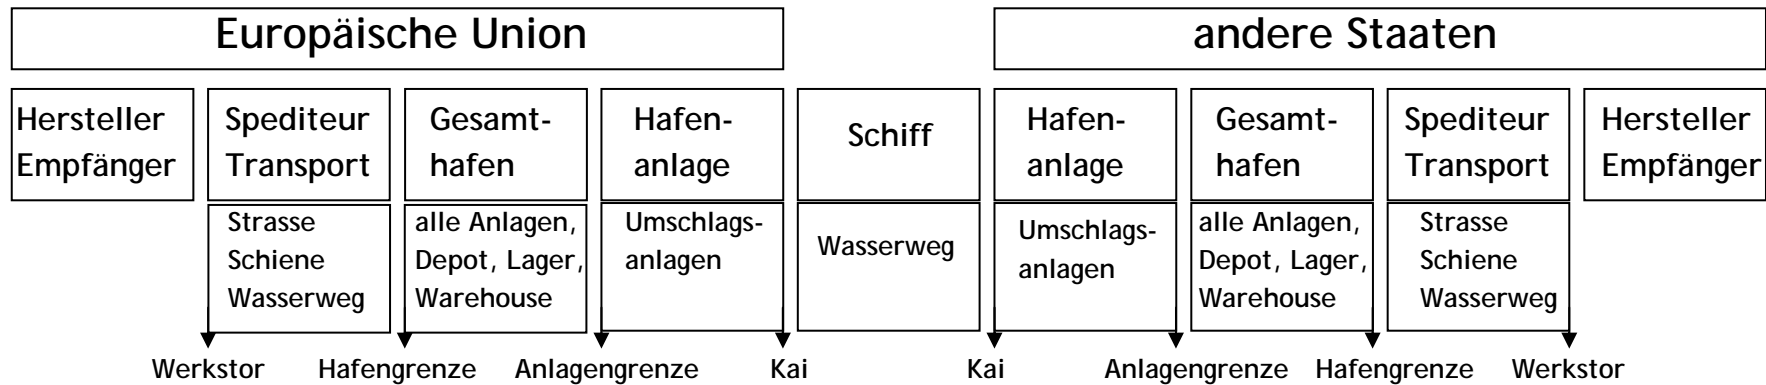 Europäische Union
andere Staaten
Hersteller
Empfänger
Spediteur
Transport
Gesamt-
hafen
Hafen-
anlage
Schiff
Hafen-
anlage
Gesamt-
hafen
Spediteur
Transport
Hersteller
Empfänger
Strasse
Schiene
Wasserweg
alle Anlagen,
Depot, Lager,
Warehouse
Umschlags-
anlagen
Wasserweg
Umschlags-
anlagen
alle Anlagen,
Depot, Lager,
Warehouse
Strasse
Schiene
Wasserweg
Werkstor
Hafengrenze
Anlagengrenze
Kai
Kai
Anlagengrenze
Hafengrenze
Werkstor